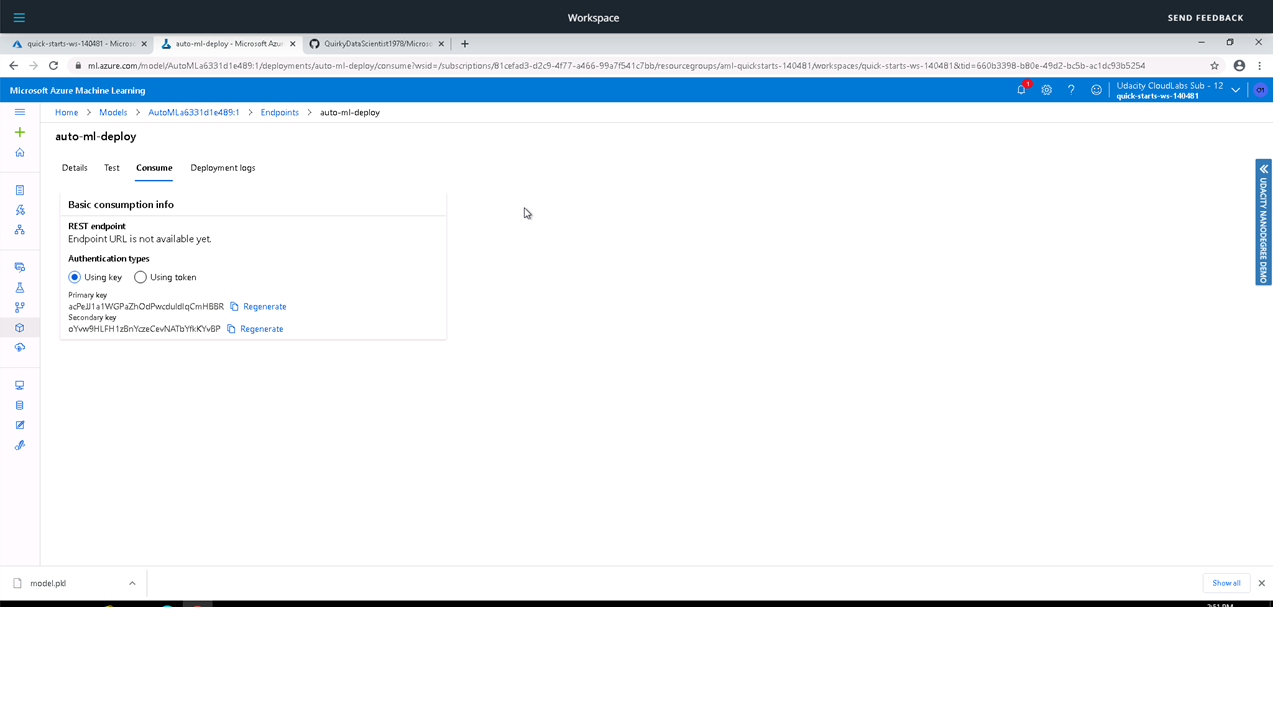 Workspace
SEND FEEDBACK
quick-starts-ws-140481 - Microsof
auto-ml-deploy - Microsoft Azur
QuirkyDataScientist1978/Microso
ml.azure.com/model/AutoMLa6331d1e489:1/deployments/auto-ml-deploy/consume?wsid=/subscriptions/81cefad3-d2c9-4f77-a466-99a7f541c7bb/resourcegroups/aml-quickstarts-140481/workspaces/quick-starts-ws-140481&tid=660b3398-b80e-49d2-bc5b-ac1dc93b5254
Microsoft Azure Machine Learning
1
Udacity CloudLabs Sub - 12
quick-starts-ws-140481
O1
Home > Models > AutoMLa6331d1e489:1 > Endpoints > auto-ml-deploy
auto-ml-deploy
Details Test Consume Deployment logs
Basic consumption info
REST endpoint
Endpoint URL is not available yet.
Authentication types
Using key Using token
Primary key
acPeJJ1a1WGPaZhOdPwcduIdlqCmHBBR Regenerate
Secondary key
oYvw9HLFH1zBnYczeCevNATbYfkKYvBP Regenerate
UDACITY NANODEGREE DEMO
model.pkl
Show all
2:51 PM